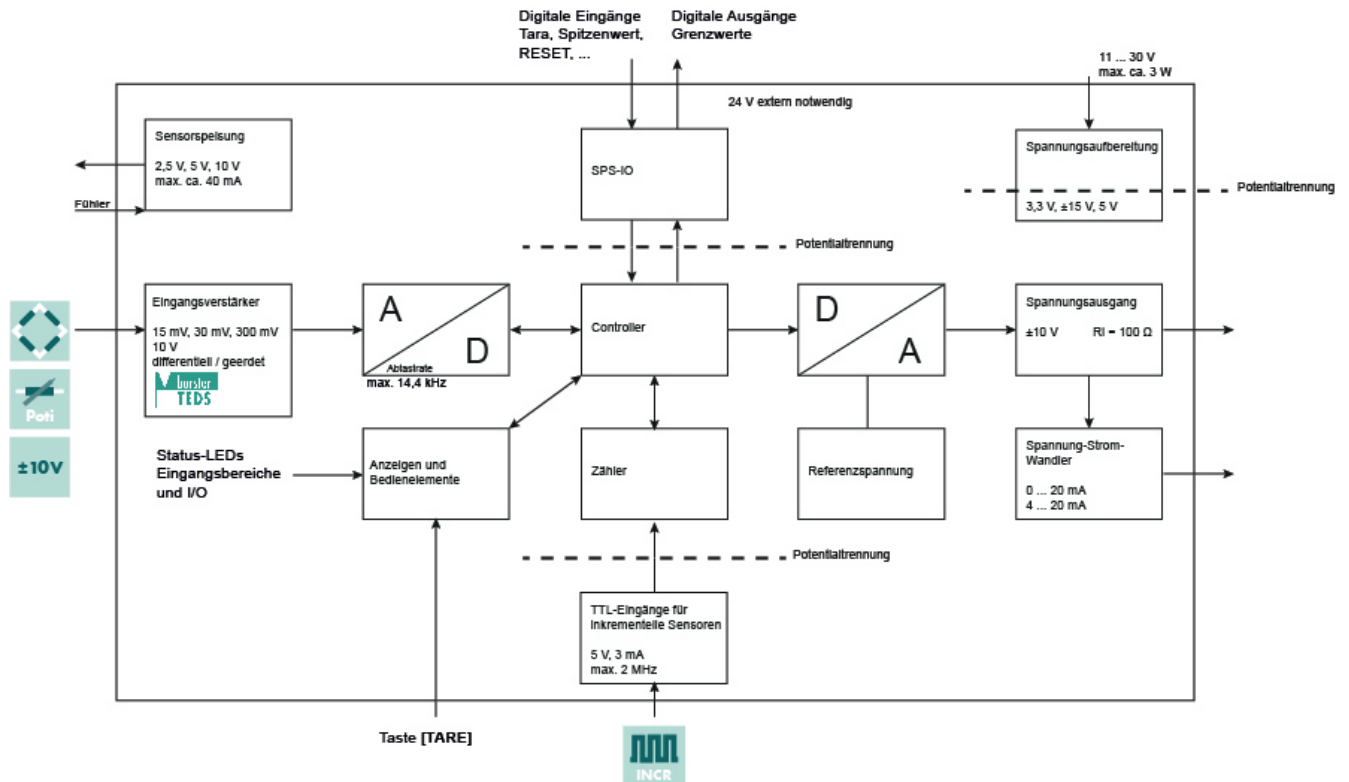 Digitale Eingänge
Tara, Spitzenwert,
RESET, ...
Digitale Ausgänge
Grenzwerte
11 ... 30 V
max. ca. 3 W
24 V extern notwendig
Sensorspeisung
2,5 V, 5 V, 10 V
max. ca. 40 mA
Fühler
SPS-IO
Spannungsaufbereitung
3,3 V, ±15 V, 5 V
Potentialtrennung
Potentialtrennung
Eingangsverstärker
15 mV, 30 mV, 300 mV
10 V
differentiell / geerdet
burster
TEDS
A
D
Abtastrate
max. 14,4 kHz
Controller
D
A
Spannungsausgang
±10 V RI = 100 Ω
Poti
±10V
Status-LEDs
Eingangsbereiche
und I/O
Anzeigen und
Bedienelemente
Zähler
Referenzspannung
Spannung-Strom-
Wandler
0 ... 20 mA
4 ... 20 mA
Potentialtrennung
TTL-Eingänge für
Inkrementelle Sensoren
5 V, 3 mA
max. 2 MHz
Taste [TARE]
INCR